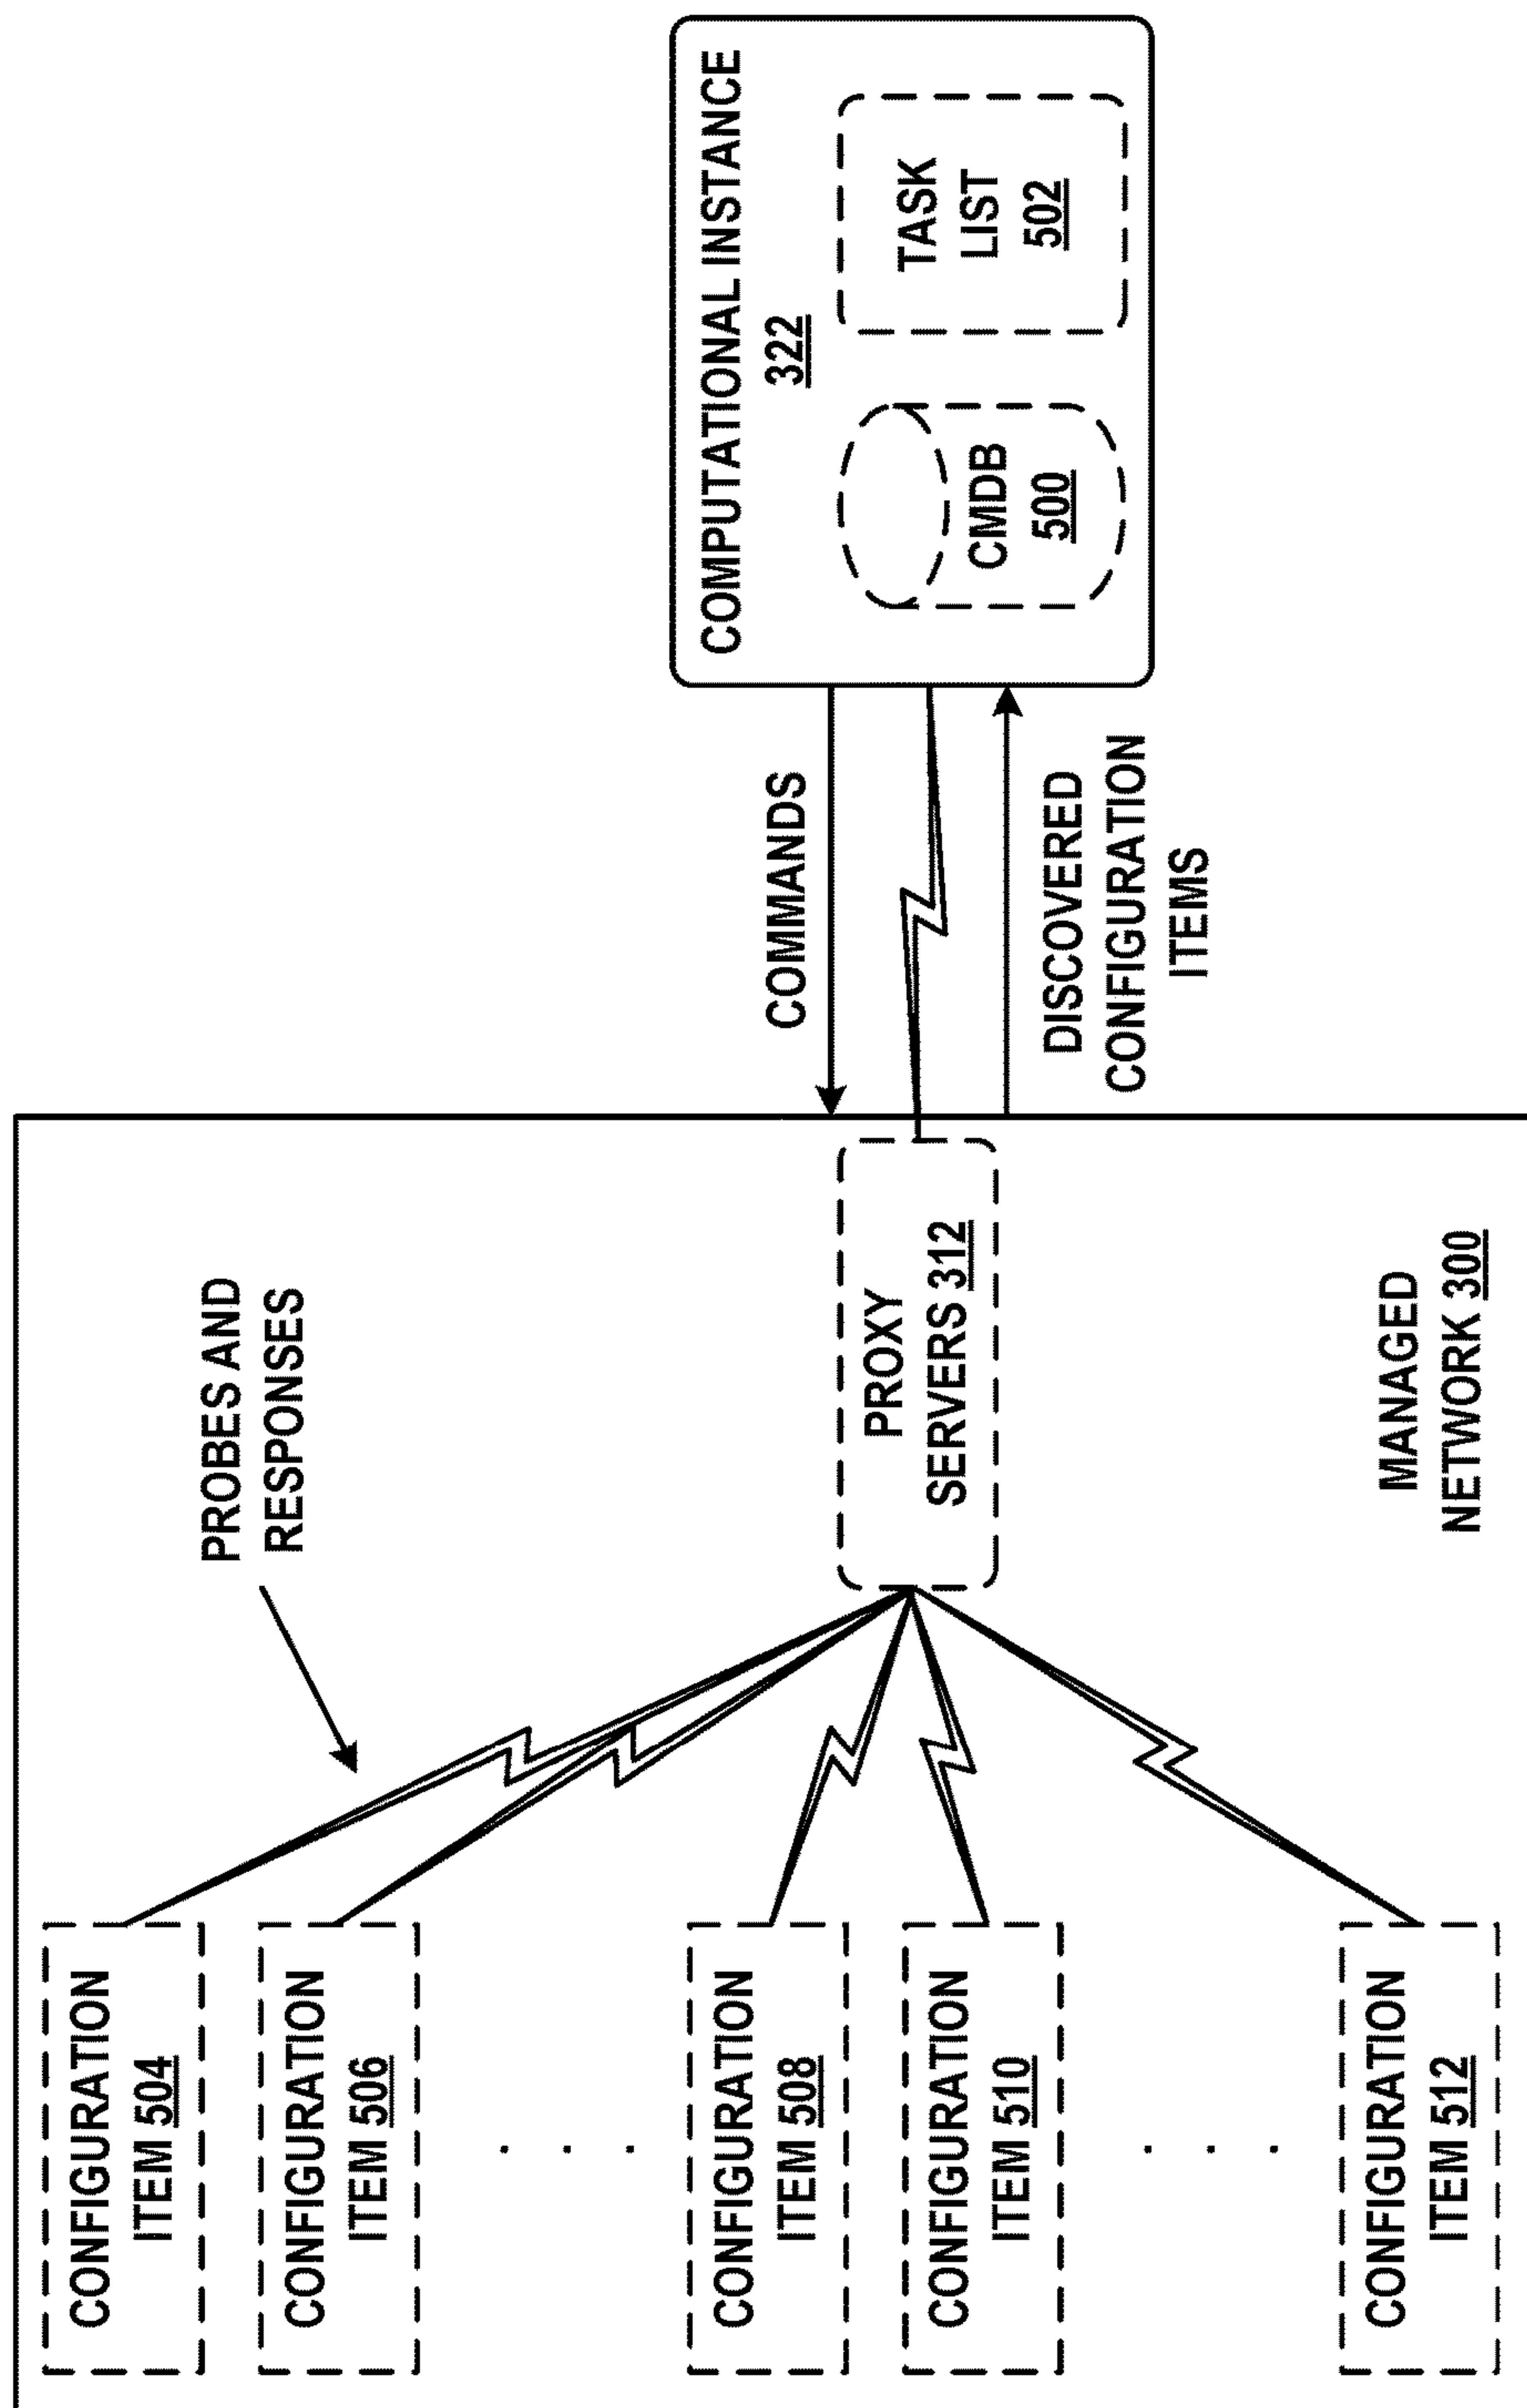 COMPUTATIONAL INSTANCE
322
CMDB
500
TASK
LIST
502
COMMANDS
DISCOVERED
CONFIGURATION
ITEMS
PROBES AND
RESPONSES
PROXY
SERVERS 312
MANAGED
NETWORK 300
CONFIGURATION
ITEM 504
CONFIGURATION
ITEM 506
. . .
CONFIGURATION
ITEM 508
CONFIGURATION
ITEM 510
. . .
CONFIGURATION
ITEM 512